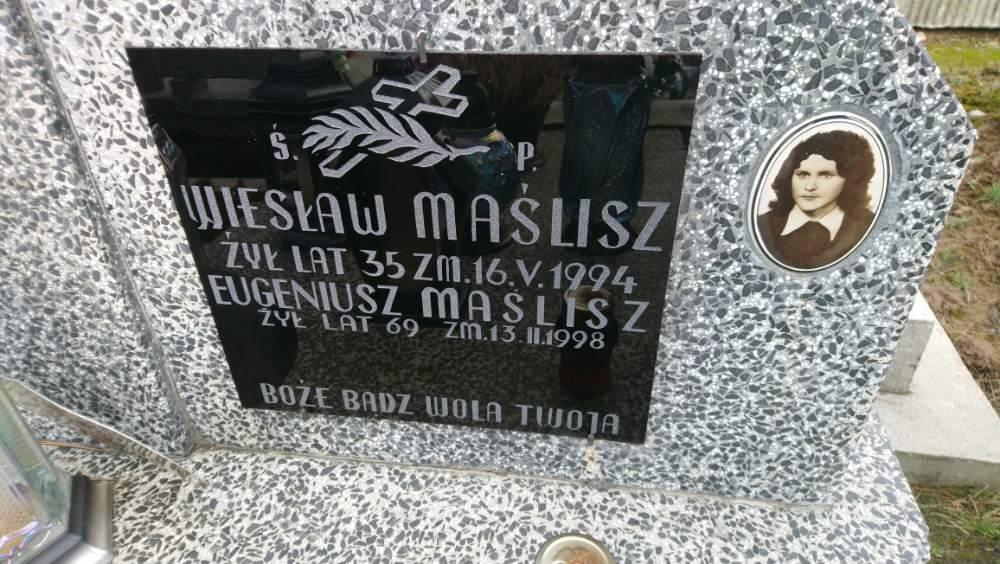 Ś. P.
WIESŁAW MAŚLISZ
ŻYŁ LAT 35 ZM. 16. V. 1994
EUGENIUSZ MAŚLISZ
ŻYŁ LAT 69 ZM. 13. II. 1998
BOŻE BADZ WOLA TWOJA